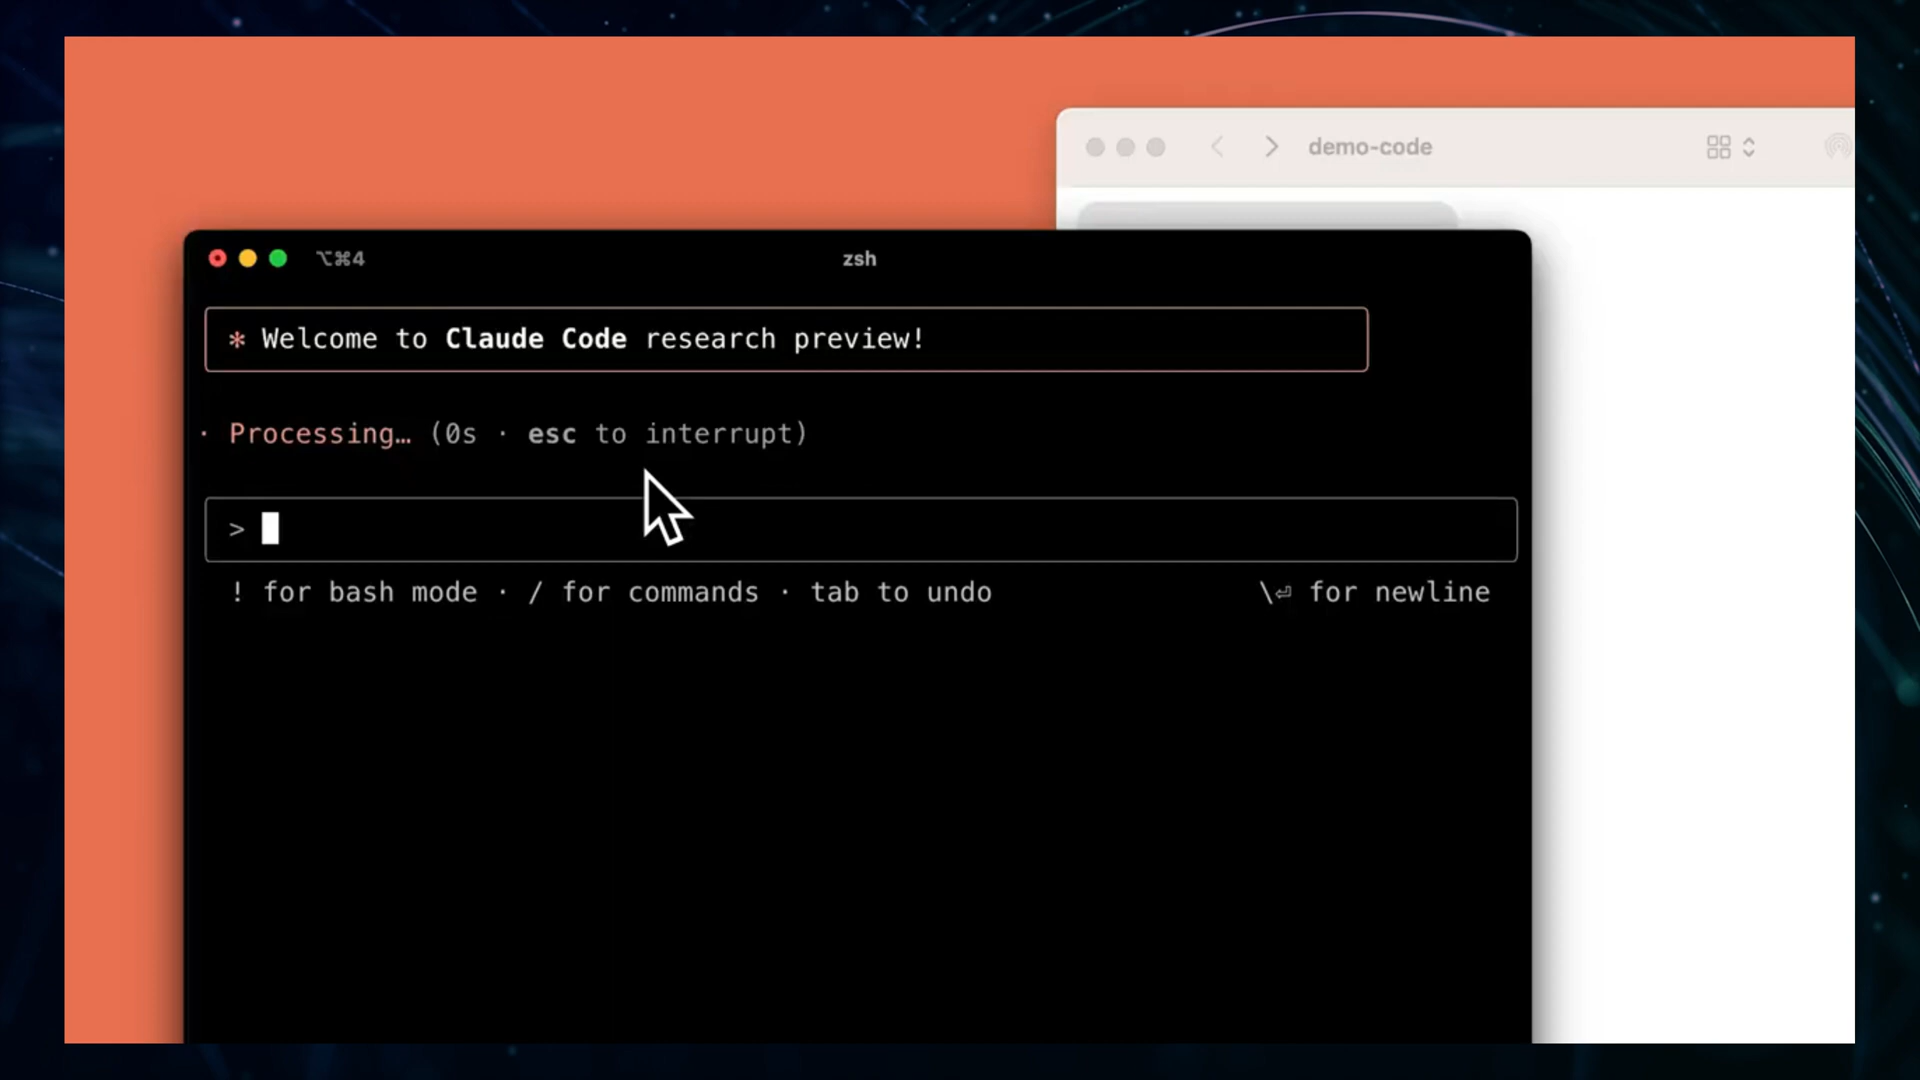 demo-code
⌥⌘4
zsh
* Welcome to Claude Code research preview!
· Processing… (0s · esc to interrupt)
>
! for bash mode · / for commands · tab to undo
\⏎ for newline